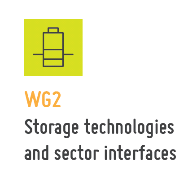 WG2
Storage technologies
and sector interfaces